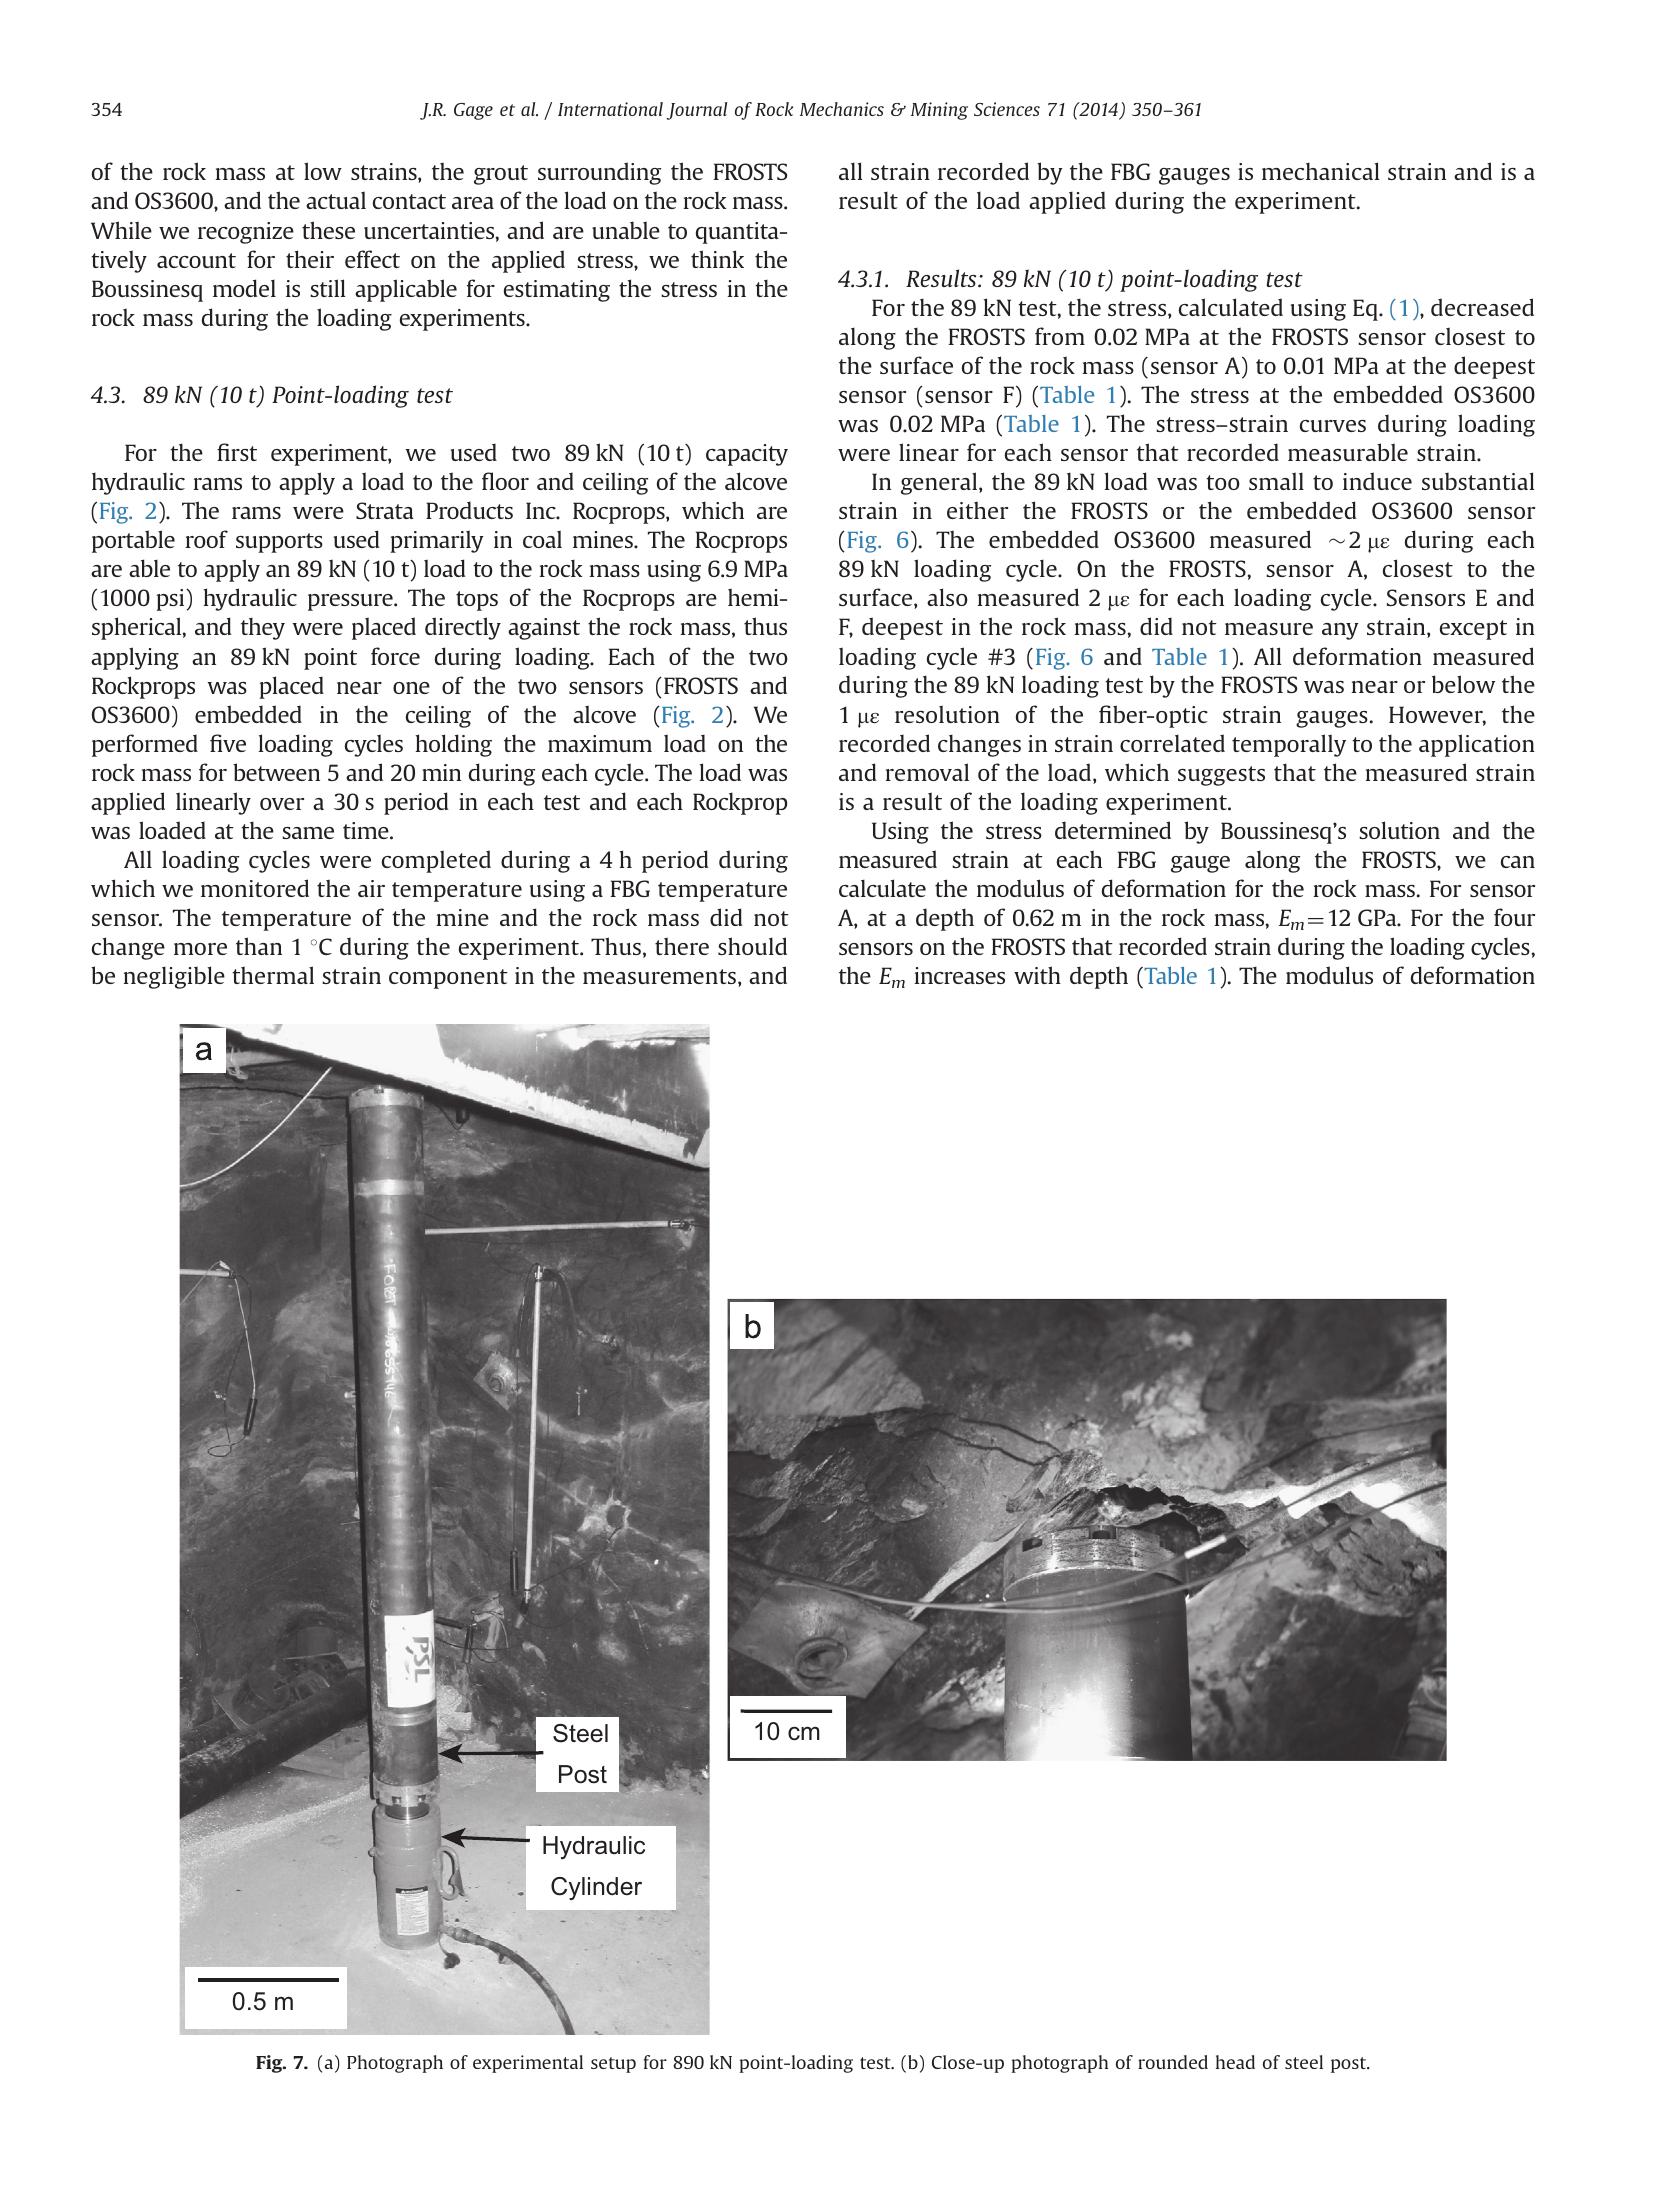 354
J.R. Gage et al. / International Journal of Rock Mechanics & Mining Sciences 71 (2014) 350–361
of the rock mass at low strains, the grout surrounding the FROSTS
and OS3600, and the actual contact area of the load on the rock mass.
While we recognize these uncertainties, and are unable to quantita-
tively account for their effect on the applied stress, we think the
Boussinesq model is still applicable for estimating the stress in the
rock mass during the loading experiments.
4.3. 89 kN (10 t) Point-loading test
For the first experiment, we used two 89 kN (10 t) capacity
hydraulic rams to apply a load to the floor and ceiling of the alcove
(Fig. 2). The rams were Strata Products Inc. Rocprops, which are
portable roof supports used primarily in coal mines. The Rocprops
are able to apply an 89 kN (10 t) load to the rock mass using 6.9 MPa
(1000 psi) hydraulic pressure. The tops of the Rocprops are hemi-
spherical, and they were placed directly against the rock mass, thus
applying an 89 kN point force during loading. Each of the two
Rockprops was placed near one of the two sensors (FROSTS and
OS3600) embedded in the ceiling of the alcove (Fig. 2). We
performed five loading cycles holding the maximum load on the
rock mass for between 5 and 20 min during each cycle. The load was
applied linearly over a 30 s period in each test and each Rockprop
was loaded at the same time.
All loading cycles were completed during a 4 h period during
which we monitored the air temperature using a FBG temperature
sensor. The temperature of the mine and the rock mass did not
change more than 1 °C during the experiment. Thus, there should
be negligible thermal strain component in the measurements, and
all strain recorded by the FBG gauges is mechanical strain and is a
result of the load applied during the experiment.
4.3.1. Results: 89 kN (10 t) point-loading test
For the 89 kN test, the stress, calculated using Eq. (1), decreased
along the FROSTS from 0.02 MPa at the FROSTS sensor closest to
the surface of the rock mass (sensor A) to 0.01 MPa at the deepest
sensor (sensor F) (Table 1). The stress at the embedded OS3600
was 0.02 MPa (Table 1). The stress–strain curves during loading
were linear for each sensor that recorded measurable strain.
In general, the 89 kN load was too small to induce substantial
strain in either the FROSTS or the embedded OS3600 sensor
(Fig. 6). The embedded OS3600 measured ~2 με during each
89 kN loading cycle. On the FROSTS, sensor A, closest to the
surface, also measured 2 με for each loading cycle. Sensors E and
F, deepest in the rock mass, did not measure any strain, except in
loading cycle #3 (Fig. 6 and Table 1). All deformation measured
during the 89 kN loading test by the FROSTS was near or below the
1 με resolution of the fiber-optic strain gauges. However, the
recorded changes in strain correlated temporally to the application
and removal of the load, which suggests that the measured strain
is a result of the loading experiment.
Using the stress determined by Boussinesq's solution and the
measured strain at each FBG gauge along the FROSTS, we can
calculate the modulus of deformation for the rock mass. For sensor
A, at a depth of 0.62 m in the rock mass, Em=12 GPa. For the four
sensors on the FROSTS that recorded strain during the loading cycles,
the Em increases with depth (Table 1). The modulus of deformation
a
PSL
Steel
Post
Hydraulic
Cylinder
0.5 m
b
10 cm
Fig. 7. (a) Photograph of experimental setup for 890 kN point-loading test. (b) Close-up photograph of rounded head of steel post.